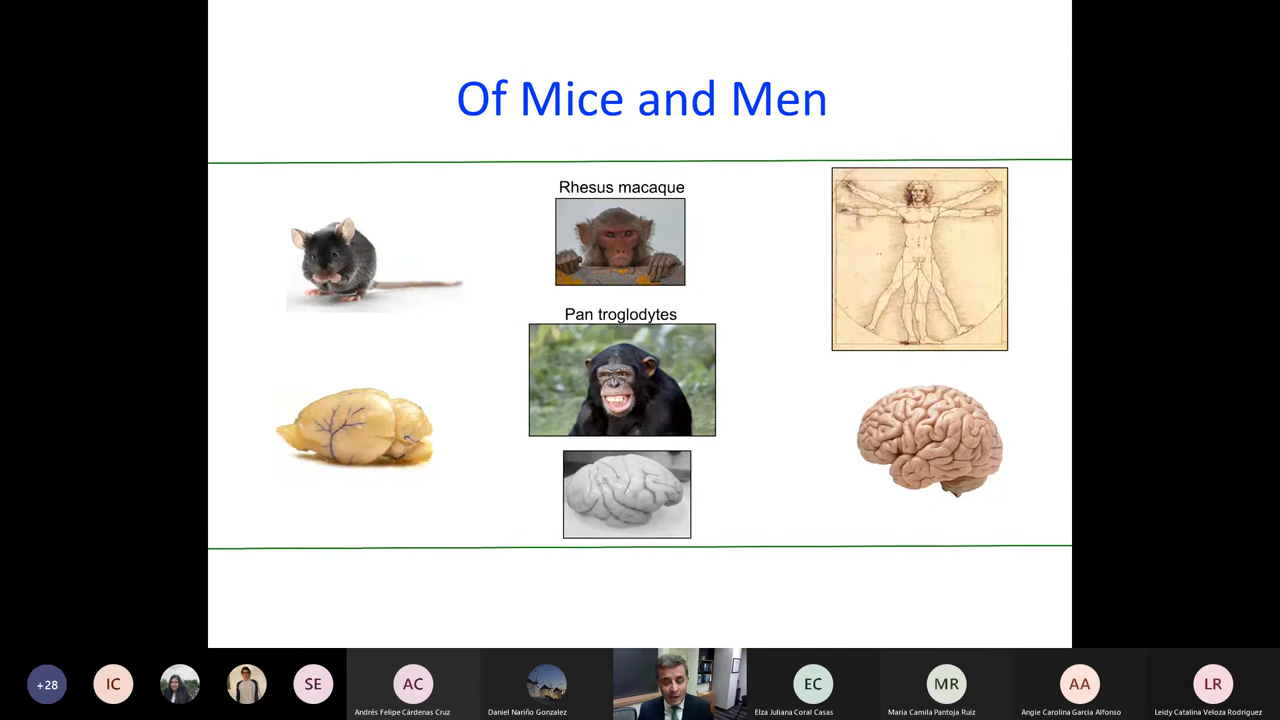 Of Mice and Men
Rhesus macaque
Pan troglodytes
+28
IC
SE
AC
Andrés Felipe Cárdenas Cruz
Daniel Nariño Gonzalez
EC
Elza Juliana Coral Casas
MR
Maria Camila Pantoja Ruiz
AA
Angie Carolina Garcia Alfonso
LR
Leidy Catalina Veloza Rodriguez